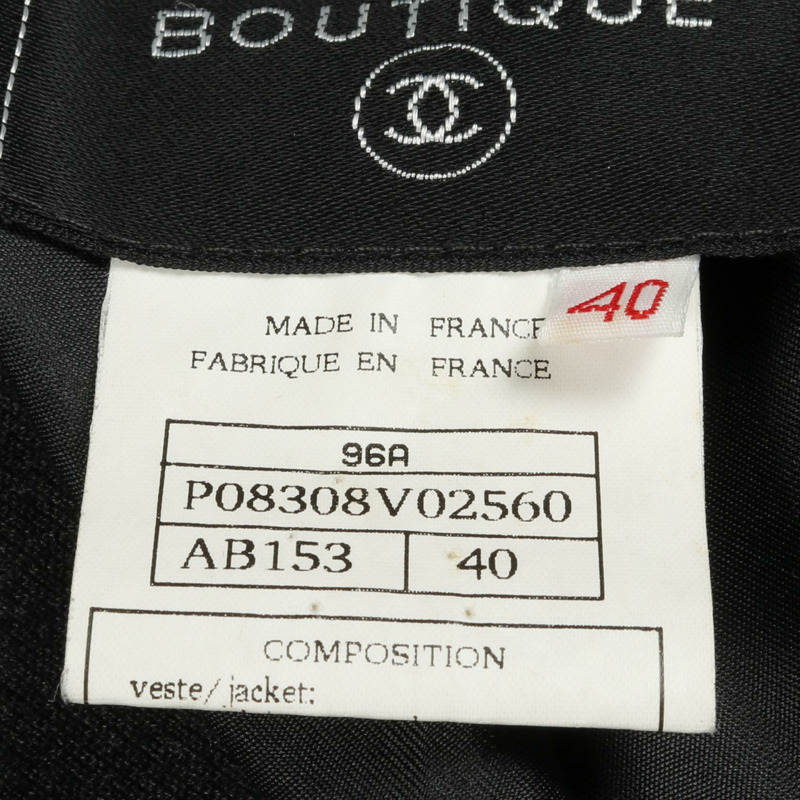 BOUTIQUE
40
MADE IN FRANCE
FABRIQUE EN FRANCE
96A
P08308V02560
AB153 40
COMPOSITION
veste/jacket: